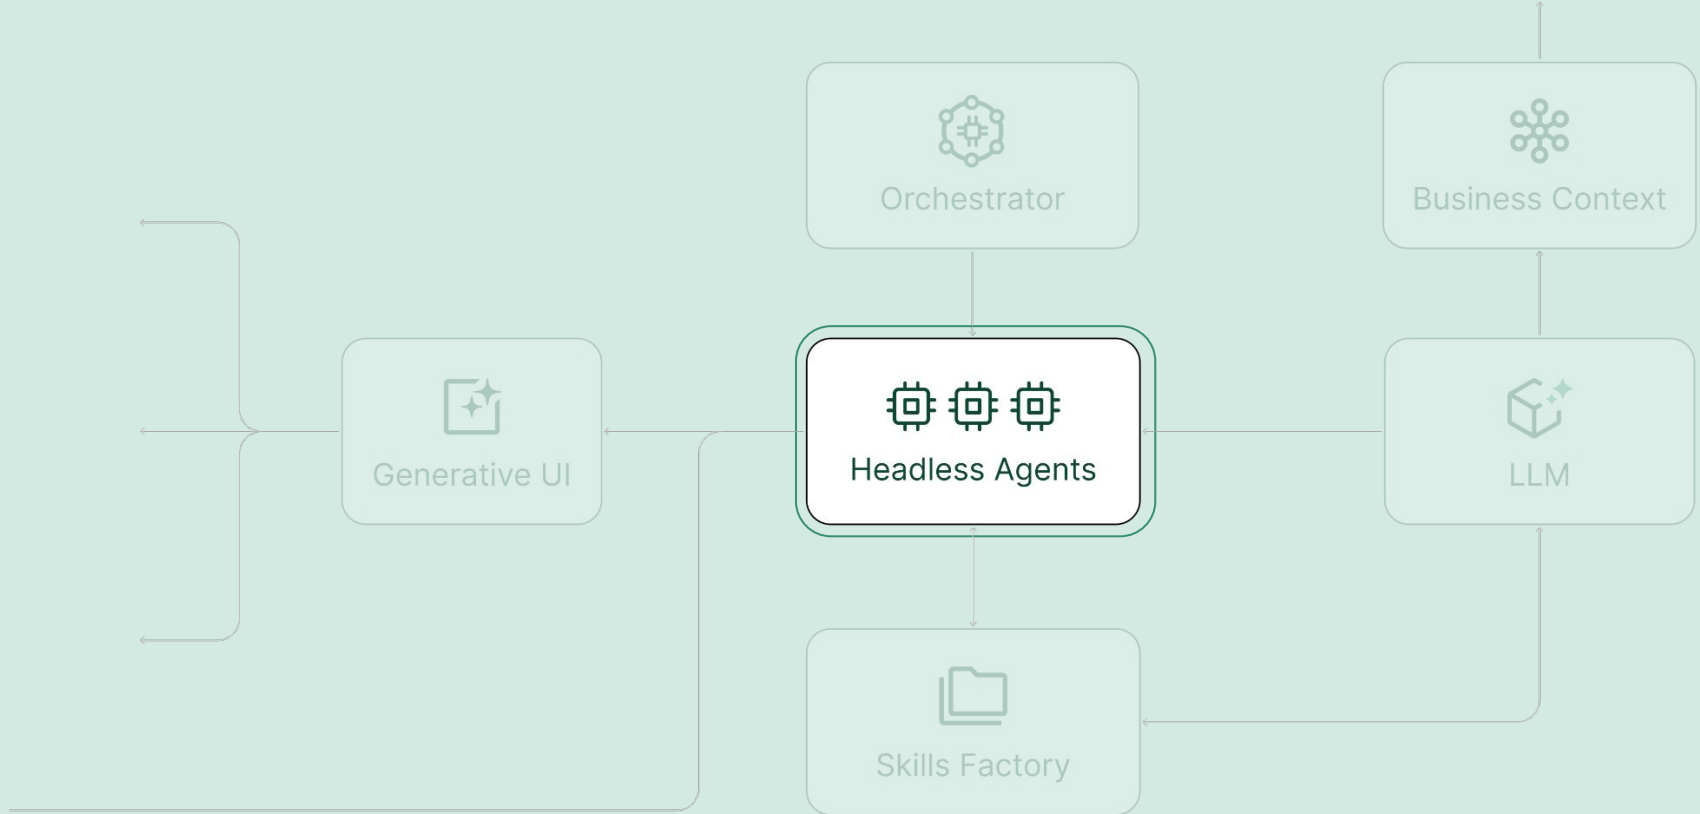 Orchestrator
Business Context
Generative UI
Headless Agents
LLM
Skills Factory